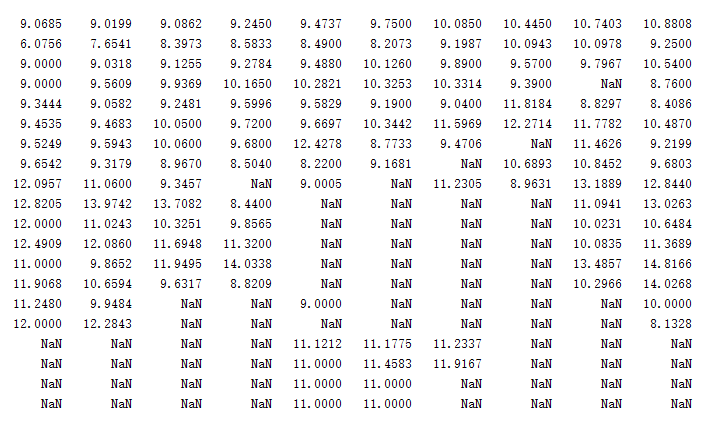 9.0685 9.0199 9.0862 9.2450 9.4737 9.7500 10.0850 10.4450 10.7403 10.8808
6.0756 7.6541 8.3973 8.5833 8.4900 8.2073 9.1987 10.0943 10.0978 9.2500
9.0000 9.0318 9.1255 9.2784 9.4880 10.1260 9.8900 9.5700 9.7967 10.5400
9.0000 9.5609 9.9369 10.1650 10.2821 10.3253 10.3314 9.3900 NaN 8.7600
9.3444 9.0582 9.2481 9.5996 9.5829 9.1900 9.0400 11.8184 8.8297 8.4086
9.4535 9.4683 10.0500 9.7200 9.6697 10.3442 11.5969 12.2714 11.7782 10.4870
9.5249 9.5943 10.0600 9.6800 12.4278 8.7733 9.4706 NaN 11.4626 9.2199
9.6542 9.3179 8.9670 8.5040 8.2200 9.1681 NaN 10.6893 10.8452 9.6803
12.0957 11.0600 9.3457 NaN 9.0005 NaN 11.2305 8.9631 13.1889 12.8440
12.8205 13.9742 13.7082 8.4400 NaN NaN NaN NaN 11.0941 13.0263
12.0000 11.0243 10.3251 9.8565 NaN NaN NaN NaN 10.0231 10.6484
12.4909 12.0860 11.6948 11.3200 NaN NaN NaN NaN 10.0835 11.3689
11.0000 9.8652 11.9495 14.0338 NaN NaN NaN NaN 13.4857 14.8166
11.9068 10.6594 9.6317 8.8209 NaN NaN NaN NaN 10.2966 14.0268
11.2480 9.9484 NaN NaN 9.0000 NaN NaN NaN NaN 10.0000
12.0000 12.2843 NaN NaN NaN NaN NaN NaN NaN 8.1328
NaN NaN NaN NaN 11.1212 11.1775 11.2337 NaN NaN NaN
NaN NaN NaN NaN 11.0000 11.4583 11.9167 NaN NaN NaN
NaN NaN NaN NaN 11.0000 11.0000 NaN NaN NaN NaN
NaN NaN NaN NaN 11.0000 11.0000 NaN NaN NaN NaN